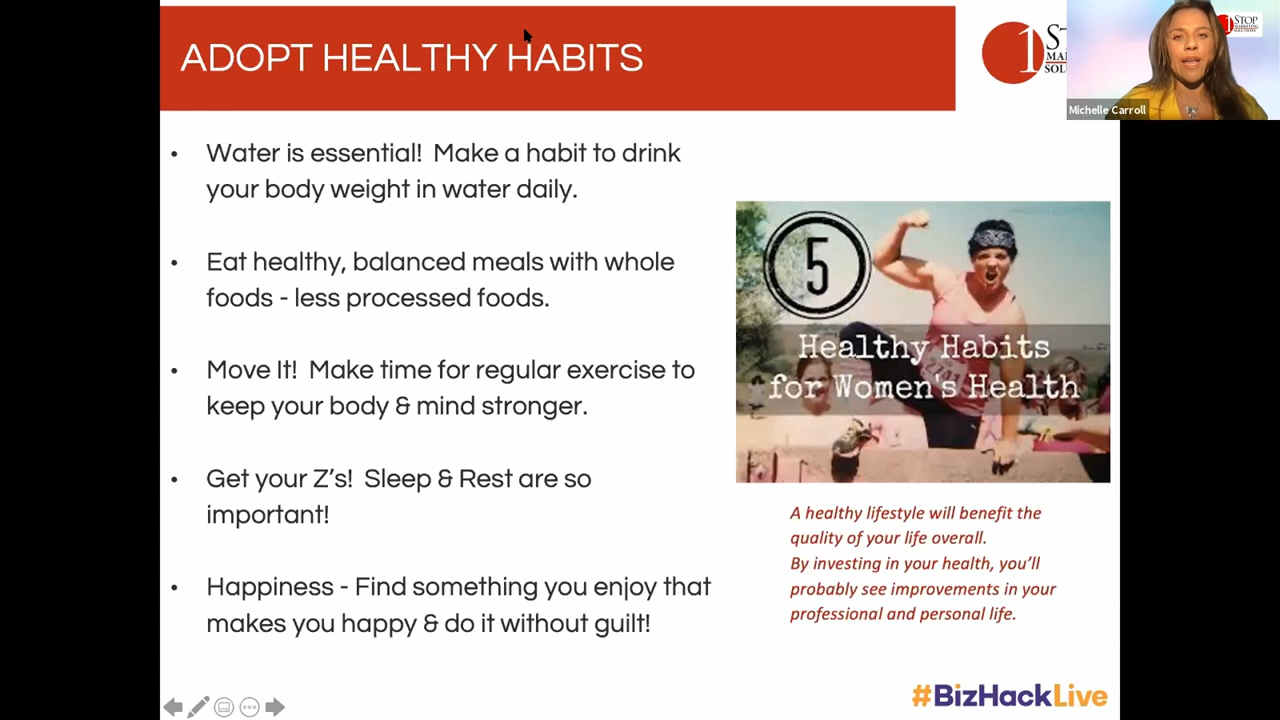 ADOPT HEALTHY HABITS
1 STOP
MARKETING
SOLUTIONS
Michelle Carroll
• Water is essential!  Make a habit to drink
your body weight in water daily.
• Eat healthy, balanced meals with whole
foods - less processed foods.
• Move It!  Make time for regular exercise to
keep your body & mind stronger.
• Get your Z’s!  Sleep & Rest are so
important!
• Happiness - Find something you enjoy that
makes you happy & do it without guilt!
5
Healthy Habits
for Women's Health
A healthy lifestyle will benefit the
quality of your life overall.
By investing in your health, you’ll
probably see improvements in your
professional and personal life.
#BizHackLive